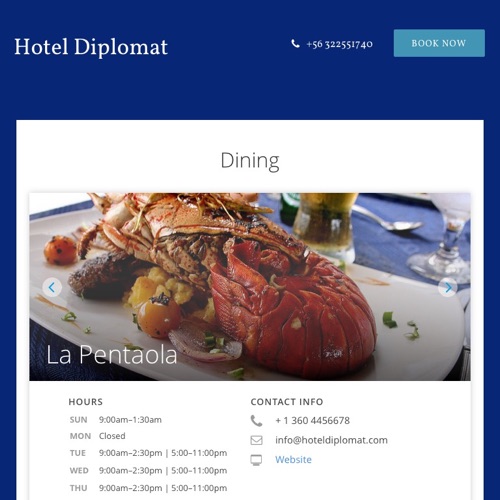 Hotel Diplomat
+56 322551740
BOOK NOW
Dining
La Pentaola
HOURS
SUN 9:00am–1:30am
MON Closed
TUE 9:00am–2:30pm | 5:00–11:00pm
WED 9:00am–2:30pm | 5:00–11:00pm
THU 9:00am–2:30pm | 5:00–11:00pm
CONTACT INFO
+ 1 360 4456678
info@hoteldiplomat.com
Website